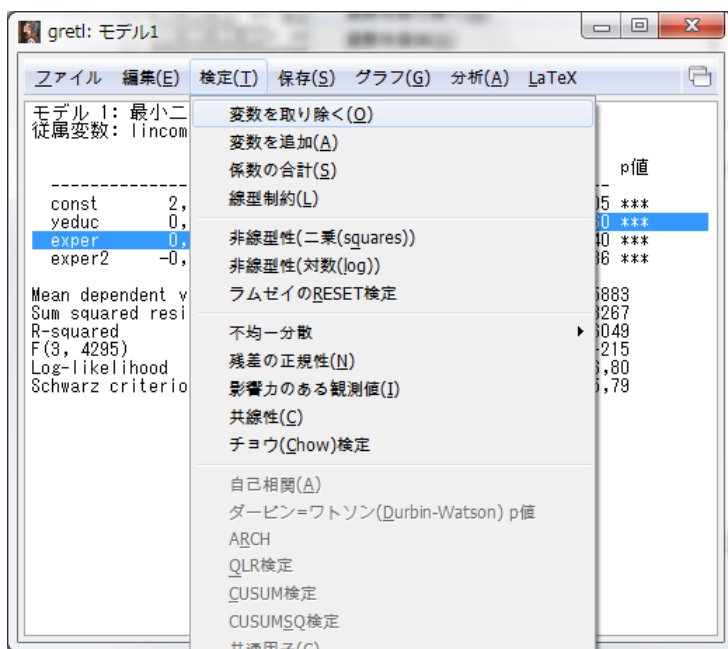 gretl: モデル1
ファイル 編集(E) 検定(T) 保存(S) グラフ(G) 分析(A) LaTeX
モデル 1: 最小二
従属変数: lincom
p値
const 2, 05 ***
yeduc 0, 60 ***
exper 0, 40 ***
exper2 -0, 36 ***
Mean dependent v 5883
Sum squared resi 3267
R-squared 6049
F(3, 4295) -215
Log-likelihood 6,80
Schwarz criterio 5,79
変数を取り除く(O)
変数を追加(A)
係数の合計(S)
線型制約(L)
非線型性(二乗(squares))
非線型性(対数(log))
ラムゼイのRESET検定
不均一分散
残差の正規性(N)
影響力のある観測値(I)
共線性(C)
チョウ(Chow)検定
自己相関(A)
ダービン=ワトソン(Durbin-Watson) p値
ARCH
QLR検定
CUSUM検定
CUSUMSQ検定
共通因子(C)